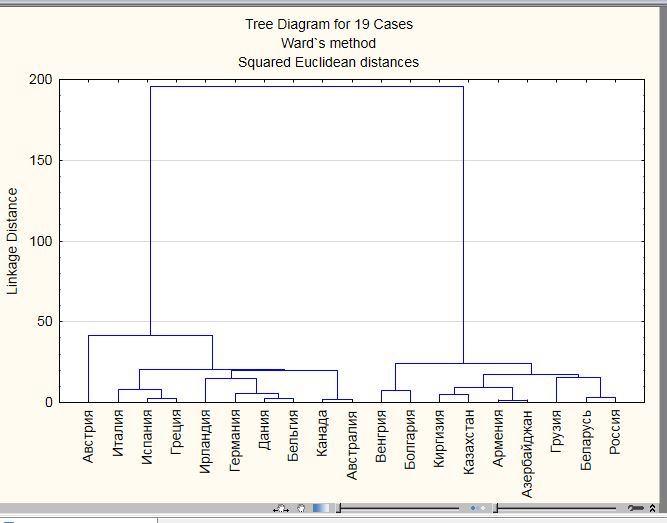 Tree Diagram for 19 Cases
Ward`s method
Squared Euclidean distances
200
150
100
50
0
Linkage Distance
Австрия
Италия
Испания
Греция
Ирландия
Германия
Дания
Бельгия
Канада
Австралия
Венгрия
Болгария
Киргизия
Казахстан
Армения
Азербайджан
Грузия
Беларусь
Россия